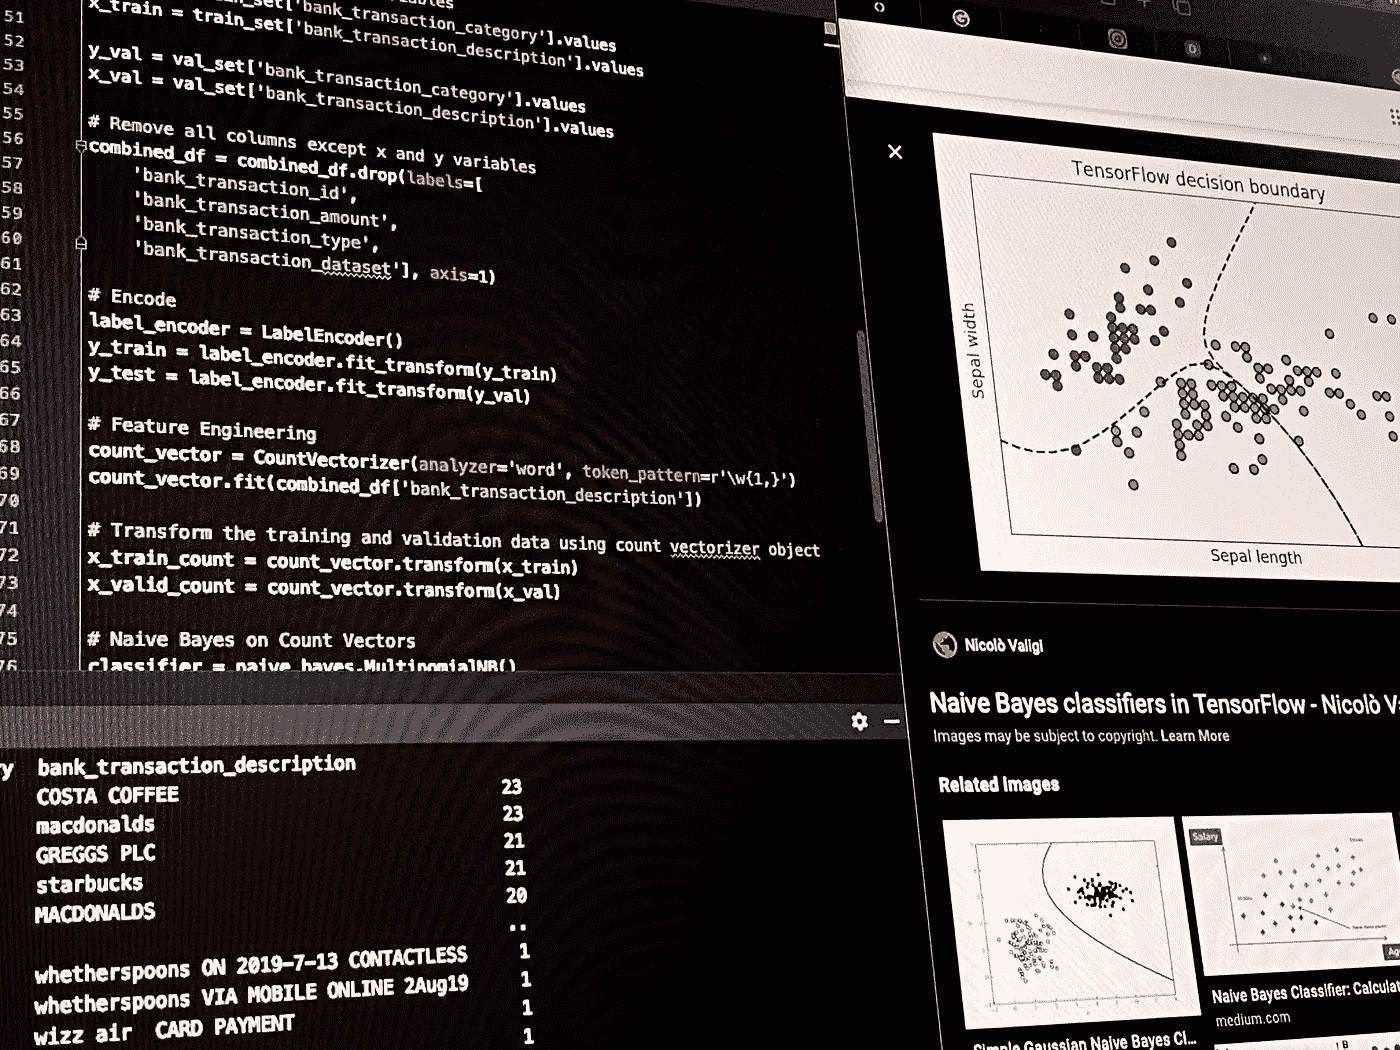 51
x_train = train_set['bank_transaction_category'].values
52
train_set['bank_transaction_description'].values
53
y_val = val_set['bank_transaction_category'].values
54
x_val = val_set['bank_transaction_description'].values
55
56
# Remove all columns except x and y variables
57
combined_df = combined_df.drop(labels=[
58
'bank_transaction_id',
59
'bank_transaction_amount',
60
'bank_transaction_type',
61
'bank_transaction_dataset'], axis=1)
62
# Encode
63
label_encoder = LabelEncoder()
64
y_train = label_encoder.fit_transform(y_train)
65
y_test = label_encoder.fit_transform(y_val)
66
67
# Feature Engineering
68
count_vector = CountVectorizer(analyzer='word', token_pattern=r'\w{1,}')
69
count_vector.fit(combined_df['bank_transaction_description'])
70
71
# Transform the training and validation data using count vectorizer object
72
x_train_count = count_vector.transform(x_train)
73
x_valid_count = count_vector.transform(x_val)
74
75
# Naive Bayes on Count Vectors
76
classifier = naive_bayes.MultinomialNB()
y bank_transaction_description
COSTA COFFEE 23
macdonalds 23
GREGGS PLC 21
starbucks 21
MACDONALDS 20
..
whetherspoons ON 2019-7-13 CONTACTLESS 1
whetherspoons VIA MOBILE ONLINE 2Aug19 1
wizz air CARD PAYMENT 1
1
TensorFlow decision boundary
Sepal width
Sepal length
Nicolò Valigi
Naive Bayes classifiers in TensorFlow - Nicolò V
Images may be subject to copyright. Learn More
Related images
Salary
Ag
Simple Gaussian Naive Bayes Cl...
Naive Bayes Classifier: Calculat
medium.com